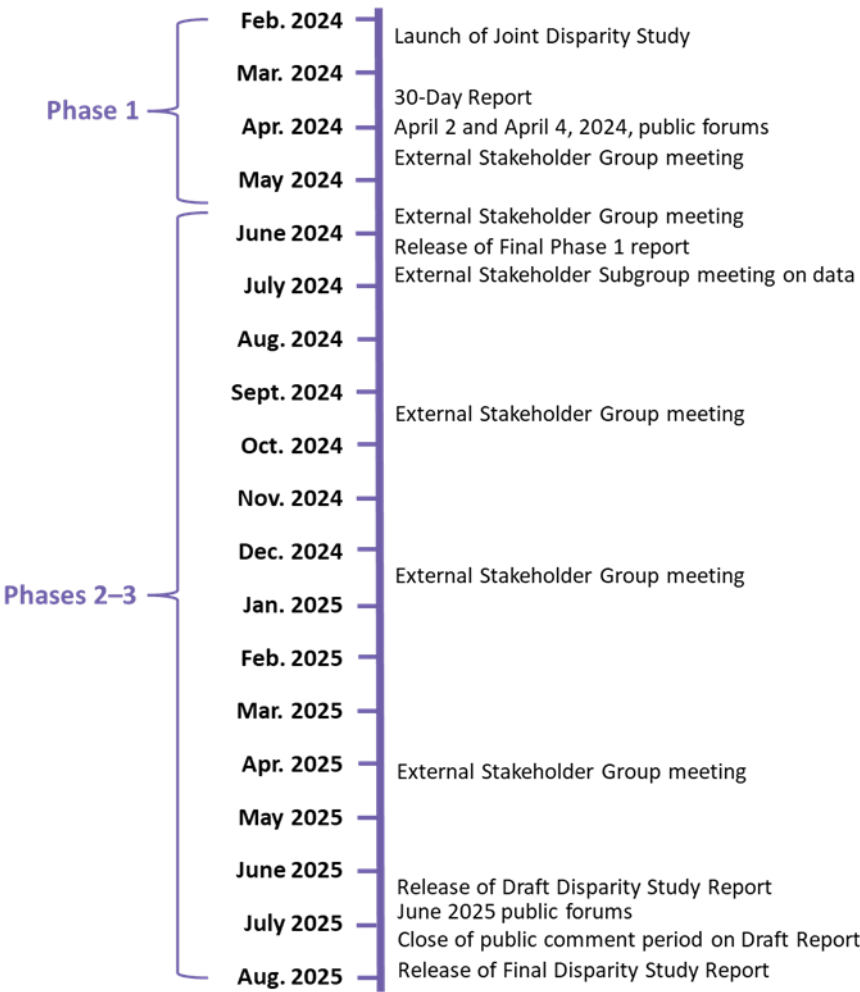 Feb. 2024
Launch of Joint Disparity Study
Mar. 2024
30-Day Report
Phase 1
Apr. 2024
April 2 and April 4, 2024, public forums
External Stakeholder Group meeting
May 2024
External Stakeholder Group meeting
June 2024
Release of Final Phase 1 report
External Stakeholder Subgroup meeting on data
July 2024
Aug. 2024
Sept. 2024
External Stakeholder Group meeting
Oct. 2024
Nov. 2024
Dec. 2024
External Stakeholder Group meeting
Phases 2–3
Jan. 2025
Feb. 2025
Mar. 2025
Apr. 2025
External Stakeholder Group meeting
May 2025
June 2025
Release of Draft Disparity Study Report
June 2025 public forums
July 2025
Close of public comment period on Draft Report
Release of Final Disparity Study Report
Aug. 2025